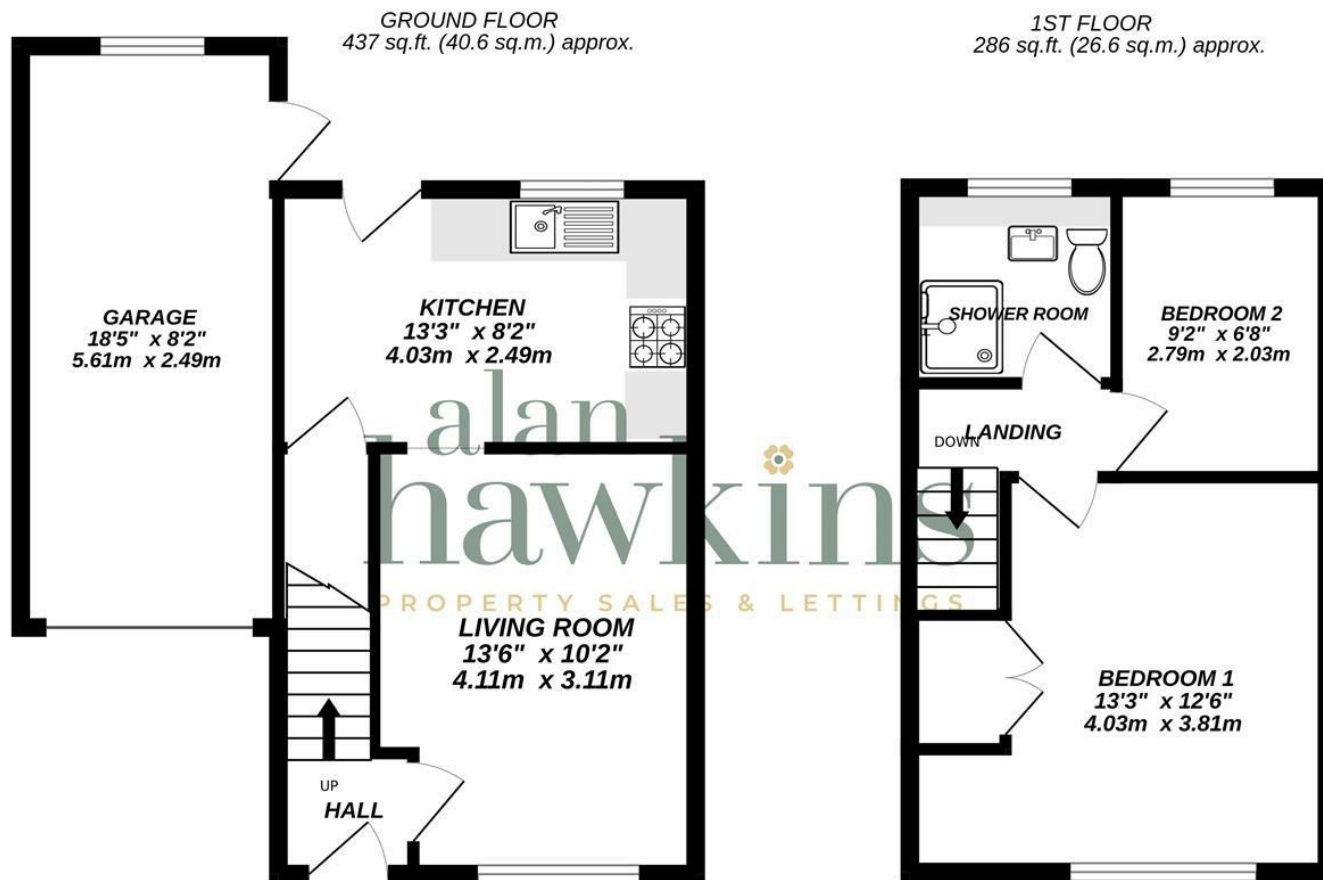 GROUND FLOOR
437 sq.ft. (40.6 sq.m.) approx.
1ST FLOOR
286 sq.ft. (26.6 sq.m.) approx.
GARAGE
18'5" x 8'2"
5.61m x 2.49m
KITCHEN
13'3" x 8'2"
4.03m x 2.49m
SHOWER ROOM
BEDROOM 2
9'2" x 6'8"
2.79m x 2.03m
DOWN
LANDING
alan
hawkins
PROPERTY SALES & LETTINGS
LIVING ROOM
13'6" x 10'2"
4.11m x 3.11m
BEDROOM 1
13'3" x 12'6"
4.03m x 3.81m
UP
HALL